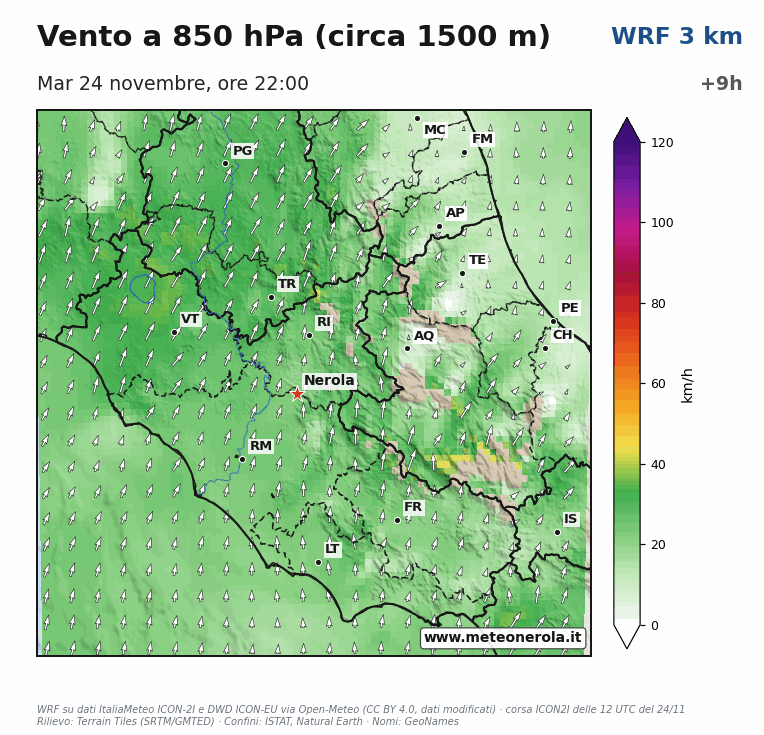 Vento a 850 hPa (circa 1500 m)
WRF 3 km
Mar 24 novembre, ore 22:00
+9h
MC
FM
PG
AP
TE
TR
PE
VT
RI
AQ
CH
Nerola
RM
FR
IS
LT
www.meteonerola.it
120
100
80
60
40
20
0
km/h
WRF su dati ItaliaMeteo ICON-2I e DWD ICON-EU via Open-Meteo (CC BY 4.0, dati modificati) · corsa ICON2I delle 12 UTC del 24/11
Rilievo: Terrain Tiles (SRTM/GMTED) · Confini: ISTAT, Natural Earth · Nomi: GeoNames